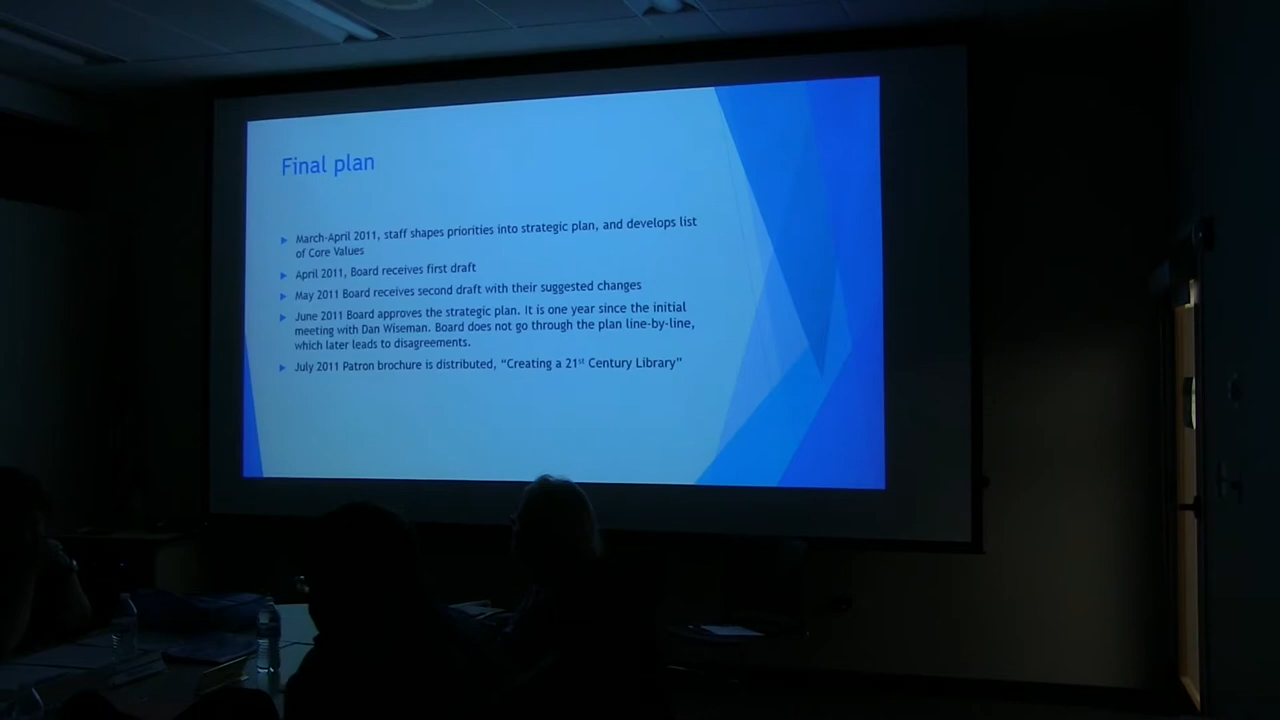 Final plan
March-April 2011, staff shapes priorities into strategic plan, and develops list
of Core Values
April 2011, Board receives first draft
May 2011 Board receives second draft with their suggested changes
June 2011 Board approves the strategic plan. It is one year since the initial
meeting with Dan Wiseman. Board does not go through the plan line-by-line,
which later leads to disagreements.
July 2011 Patron brochure is distributed, “Creating a 21st Century Library”